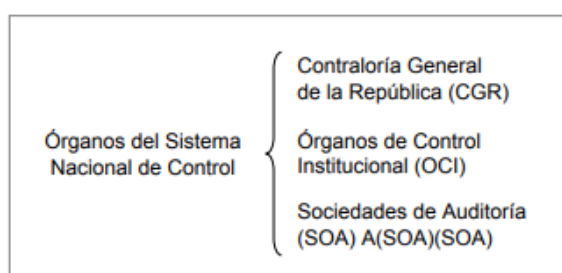 Contraloría General
de la República (CGR)
Órganos del Sistema
Nacional de Control
Órganos de Control
Institucional (OCI)
Sociedades de Auditoría
(SOA) A(SOA)(SOA)